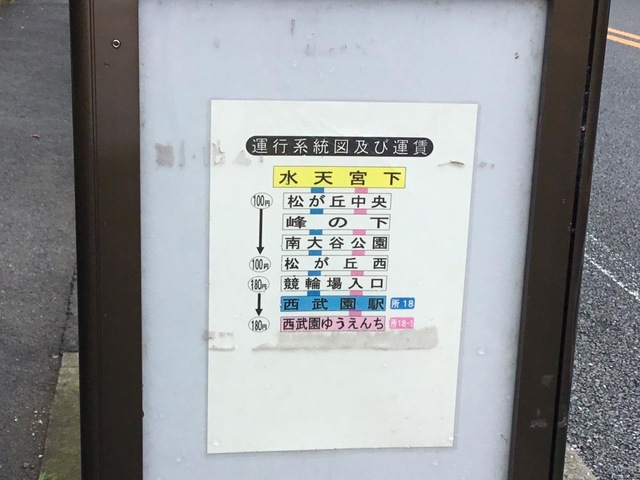 運行系統図及び運賃
水天宮下
100円 松が丘中央
峰の下
南大谷公園
100円 松が丘西
180円 競輪場入口
西武園駅 所18
180円 西武園ゆうえんち 所18-1